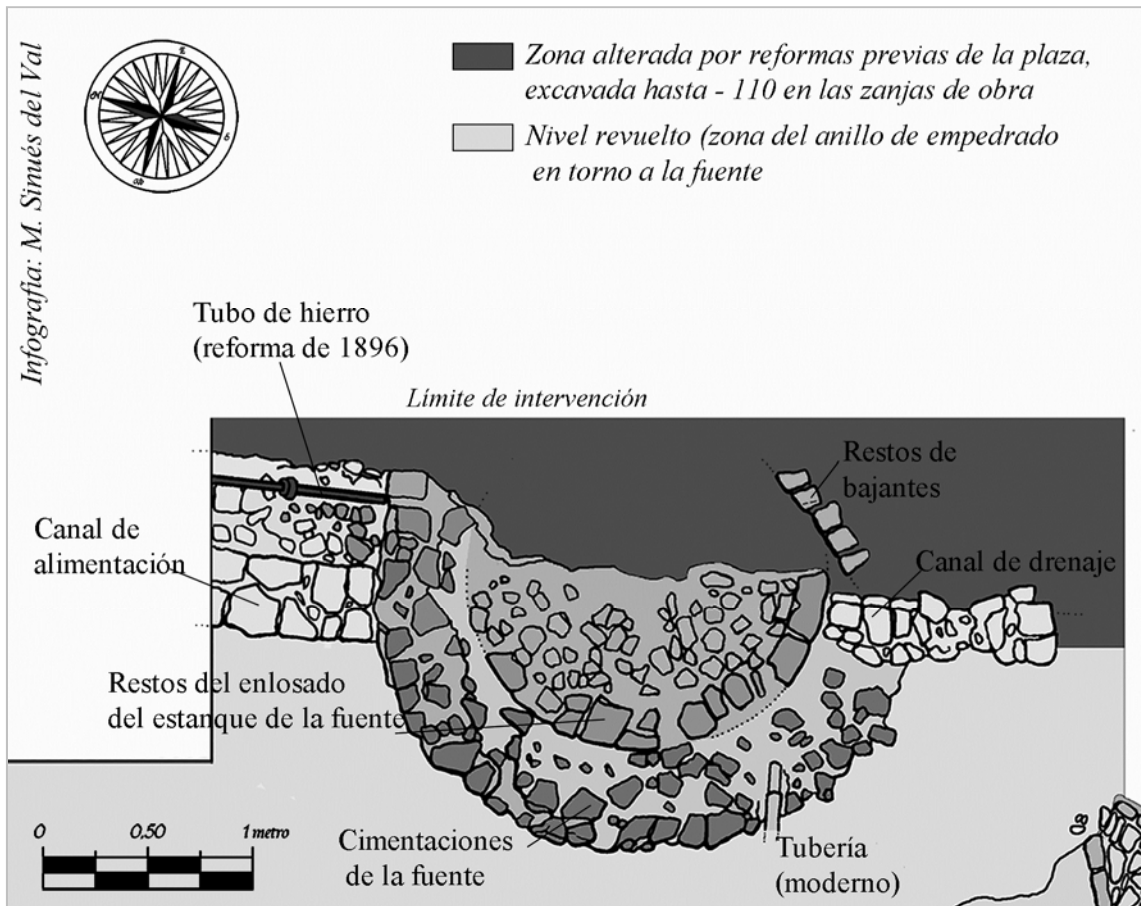 Infografia: M. Sinués del Val
Zona alterada por reformas previas de la plaza,
excavada hasta - 110 en las zanjas de obra
Nivel revuelto (zona del anillo de empedrado
en torno a la fuente
Tubo de hierro
(reforma de 1896)
Límite de intervención
Restos de
bajantes
Canal de
alimentación
Canal de drenaje
Restos del enlosado
del estanque de la fuente
Cimentaciones
de la fuente
Tubería
(moderno)
0 0,50 1 metro